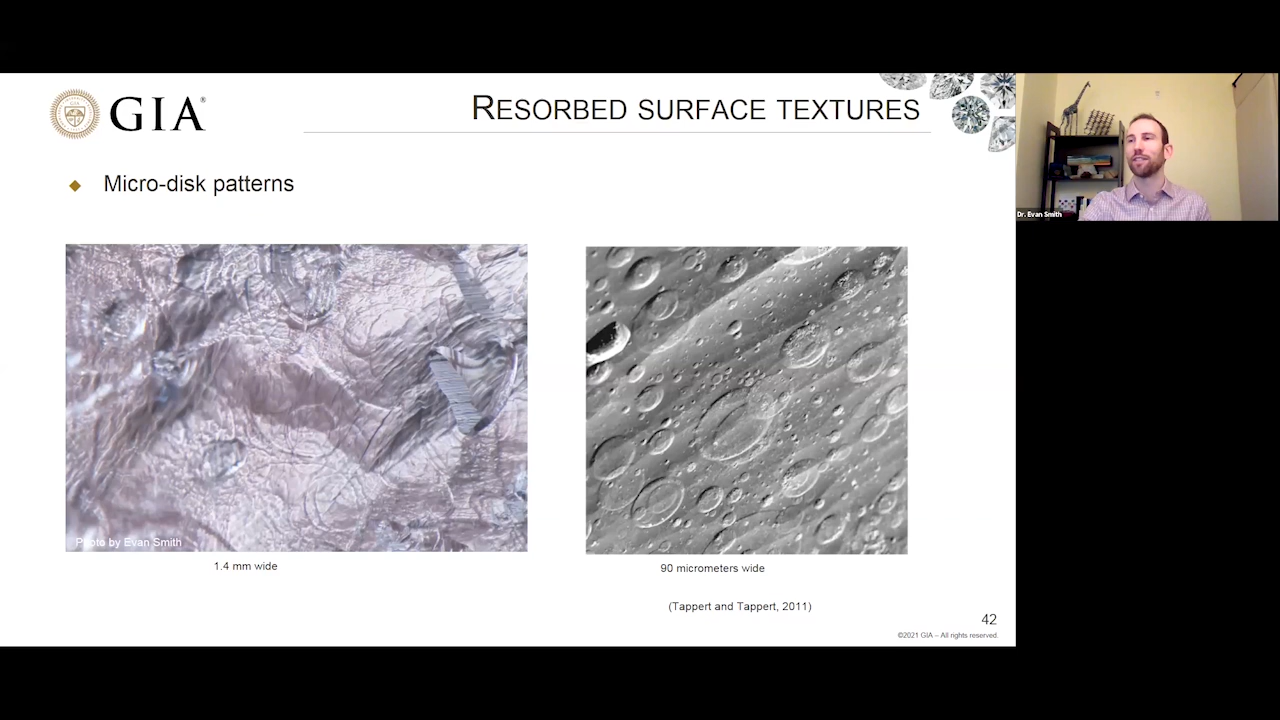 GIA®
RESORBED SURFACE TEXTURES
Micro-disk patterns
Photo by Evan Smith
1.4 mm wide
90 micrometers wide
(Tappert and Tappert, 2011)
42
©2021 GIA – All rights reserved.
Dr. Evan Smith